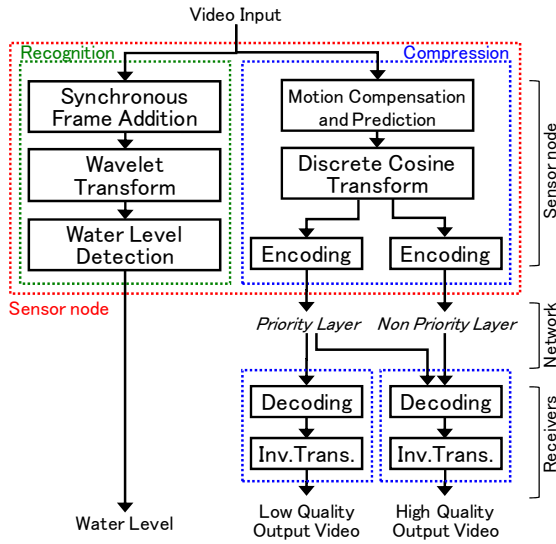 Video Input
Recognition
Compression
Synchronous
Frame Addition
Motion Compensation
and Prediction
Wavelet
Transform
Discrete Cosine
Transform
Water Level
Detection
Encoding
Encoding
Sensor node
Sensor node
Priority Layer
Non Priority Layer
Network
Decoding
Decoding
Inv.Trans.
Inv.Trans.
Receivers
Water Level
Low Quality
Output Video
High Quality
Output Video